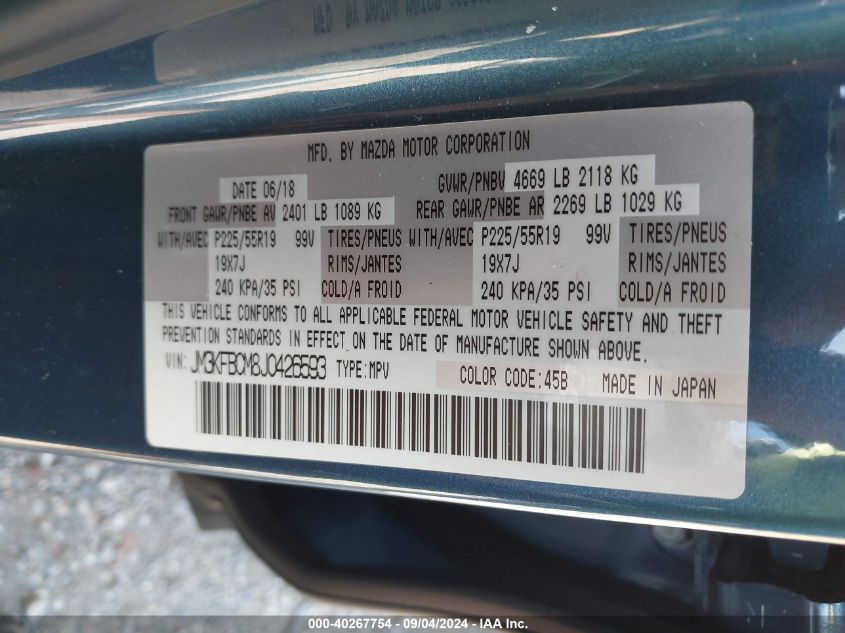 MFD. BY MAZDA MOTOR CORPORATION
DATE 06/18 GVWR/PNBV 4669 LB 2118 KG
FRONT GAWR/PNBE AV 2401 LB 1089 KG REAR GAWR/PNBE AR 2269 LB 1029 KG
WITH/AVEC P225/55R19 99V TIRES/PNEUS WITH/AVEC P225/55R19 99V TIRES/PNEUS
19X7J RIMS/JANTES 19X7J RIMS/JANTES
240 KPA/35 PSI COLD/A FROID 240 KPA/35 PSI COLD/A FROID
THIS VEHICLE CONFORMS TO ALL APPLICABLE FEDERAL MOTOR VEHICLE SAFETY AND THEFT
PREVENTION STANDARDS IN EFFECT ON THE DATE OF MANUFACTURE SHOWN ABOVE.
VIN: JM3KFBCM8J0426593 TYPE:MPV COLOR CODE:45B MADE IN JAPAN
000-40267754 - 09/04/2024 - IAAI.COM